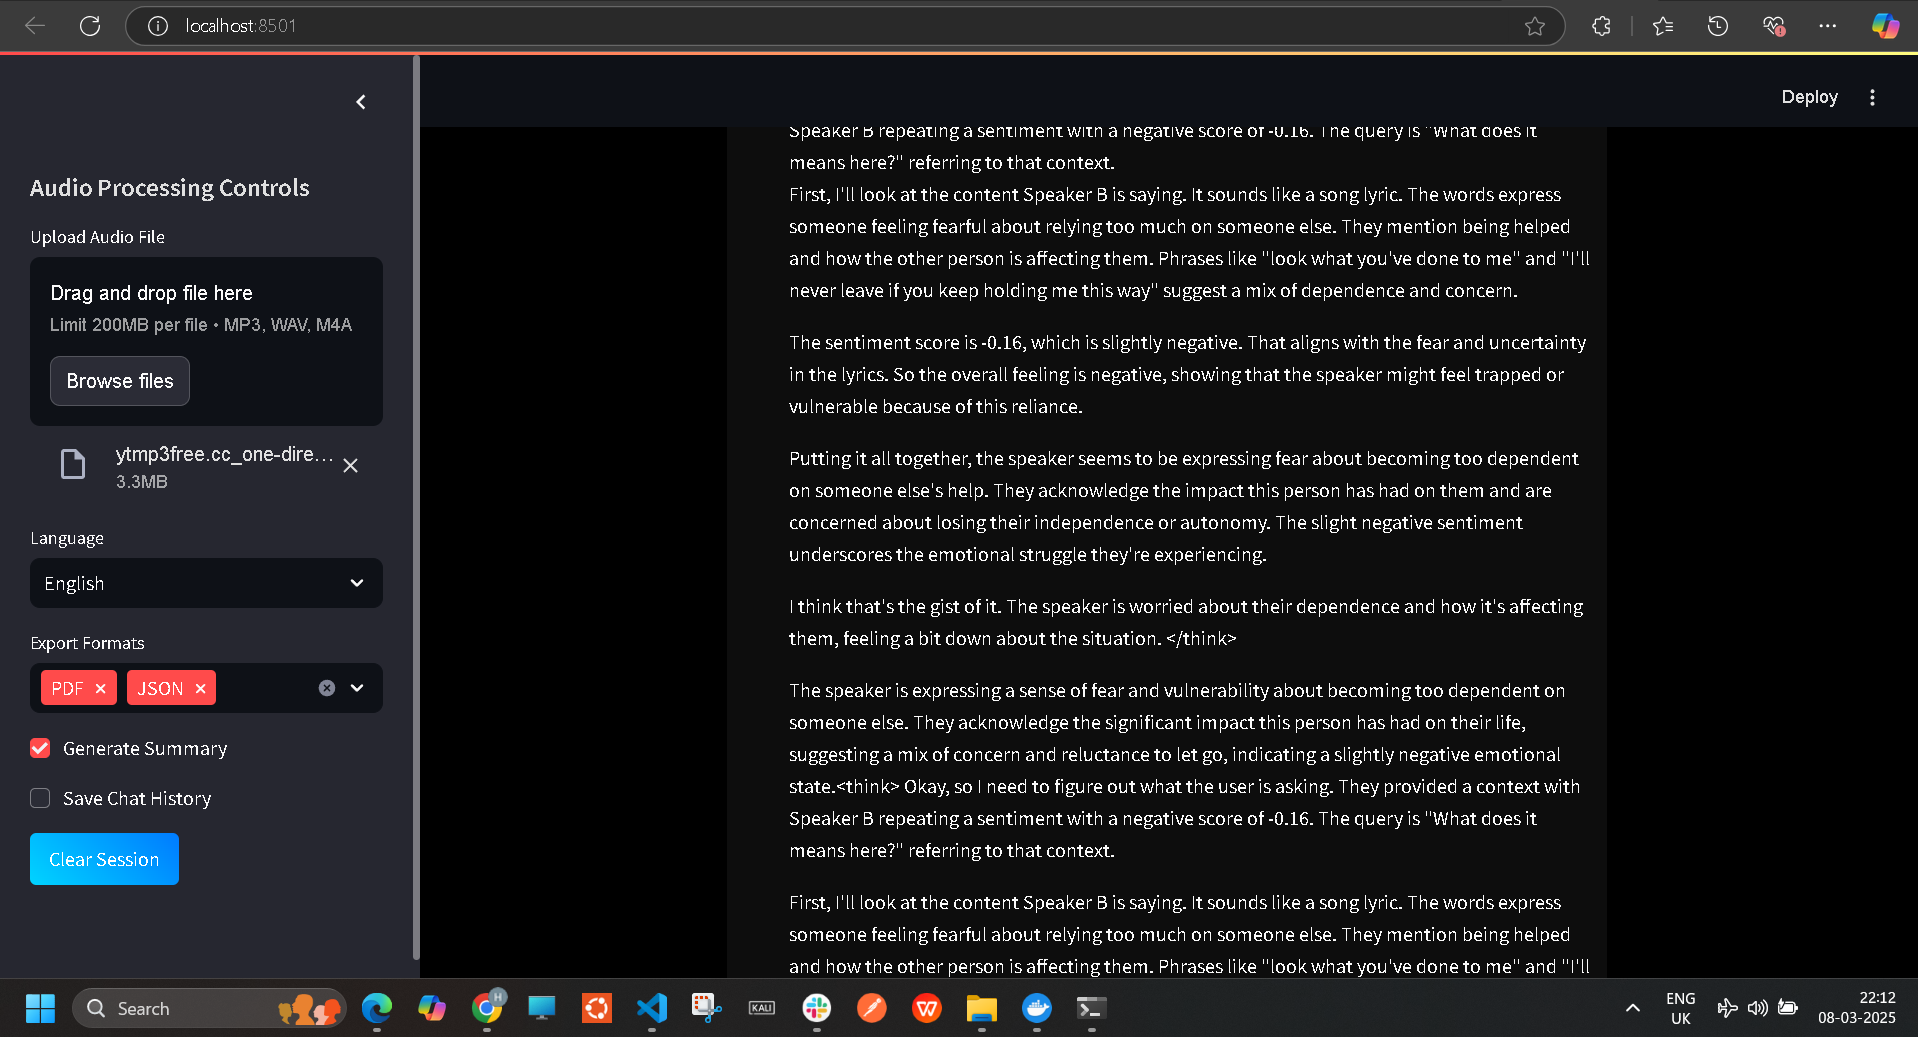 localhost:8501
Deploy
Audio Processing Controls
Upload Audio File
Drag and drop file here
Limit 200MB per file • MP3, WAV, M4A
Browse files
ytmp3free.cc_one-dire...
3.3MB
Language
English
Export Formats
PDF
JSON
Generate Summary
Save Chat History
Clear Session
Speaker B repeating a sentiment with a negative score of -0.16. The query is "What does it
means here?" referring to that context.
First, I'll look at the content Speaker B is saying. It sounds like a song lyric. The words express
someone feeling fearful about relying too much on someone else. They mention being helped
and how the other person is affecting them. Phrases like "look what you've done to me" and "I'll
never leave if you keep holding me this way" suggest a mix of dependence and concern.
The sentiment score is -0.16, which is slightly negative. That aligns with the fear and uncertainty
in the lyrics. So the overall feeling is negative, showing that the speaker might feel trapped or
vulnerable because of this reliance.
Putting it all together, the speaker seems to be expressing fear about becoming too dependent
on someone else's help. They acknowledge the impact this person has had on them and are
concerned about losing their independence or autonomy. The slight negative sentiment
underscores the emotional struggle they're experiencing.
I think that's the gist of it. The speaker is worried about their dependence and how it's affecting
them, feeling a bit down about the situation. </think>
The speaker is expressing a sense of fear and vulnerability about becoming too dependent on
someone else. They acknowledge the significant impact this person has had on their life,
suggesting a mix of concern and reluctance to let go, indicating a slightly negative emotional
state.<think> Okay, so I need to figure out what the user is asking. They provided a context with
Speaker B repeating a sentiment with a negative score of -0.16. The query is "What does it
means here?" referring to that context.
First, I'll look at the content Speaker B is saying. It sounds like a song lyric. The words express
someone feeling fearful about relying too much on someone else. They mention being helped
and how the other person is affecting them. Phrases like "look what you've done to me" and "I'll
Search
H
KALI
ENG
UK
22:12
08-03-2025